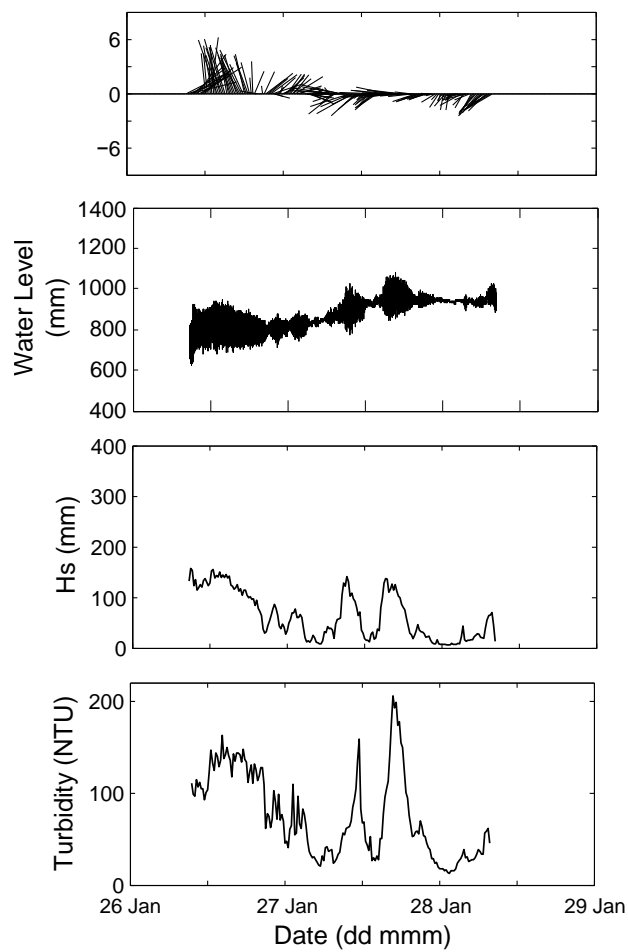 6
0
−6
1400
1200
1000
800
600
400
Water Level
(mm)
400
300
200
100
0
Hs (mm)
200
100
0
Turbidity (NTU)
26 Jan 27 Jan 28 Jan 29 Jan
Date (dd mmm)